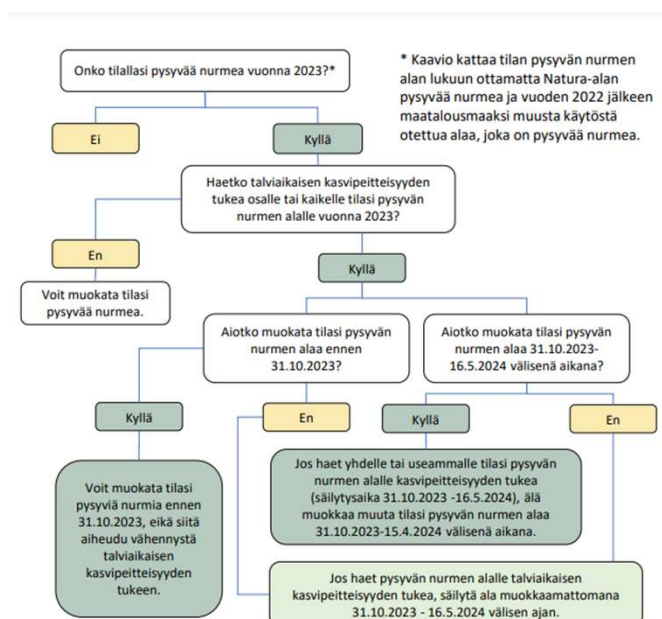 Onko tilallasi pysyvää nurmea vuonna 2023?*
* Kaavio kattaa tilan pysyvän nurmen
alan lukuun ottamatta Natura-alan
pysyvää nurmea ja vuoden 2022 jälkeen
maatalousmaaksi muusta käytöstä
otettua alaa, joka on pysyvää nurmea.
Ei
Kyllä
Haetko talviaikaisen kasvipeitteisyyden
tukea osalle tai kaikelle tilasi pysyvän
nurmen alalle vuonna 2023?
En
Kyllä
Voit muokata tilasi
pysyvää nurmea.
Aiotko muokata tilasi pysyvän
nurmen alaa ennen
31.10.2023?
Aiotko muokata tilasi pysyvän
nurmen alaa 31.10.2023-
16.5.2024 välisenä aikana?
Kyllä
En
Kyllä
En
Voit muokata tilasi
pysyviä nurmia ennen
31.10.2023, eikä siitä
aiheudu vähennystä
talviaikaisen
kasvipeitteisyyden
tukeen.
Jos haet yhdelle tai useammalle tilasi pysyvän
nurmen alalle kasvipeitteisyyden tukea
(säilytysaika 31.10.2023 -16.5.2024), älä
muokkaa muuta tilasi pysyvän nurmen alaa
31.10.2023-15.4.2024 välisenä aikana.
Jos haet pysyvän nurmen alalle talviaikaisen
kasvipeitteisyyden tukea, säilytä ala muokkaamattomana
31.10.2023 - 16.5.2024 välisen ajan.